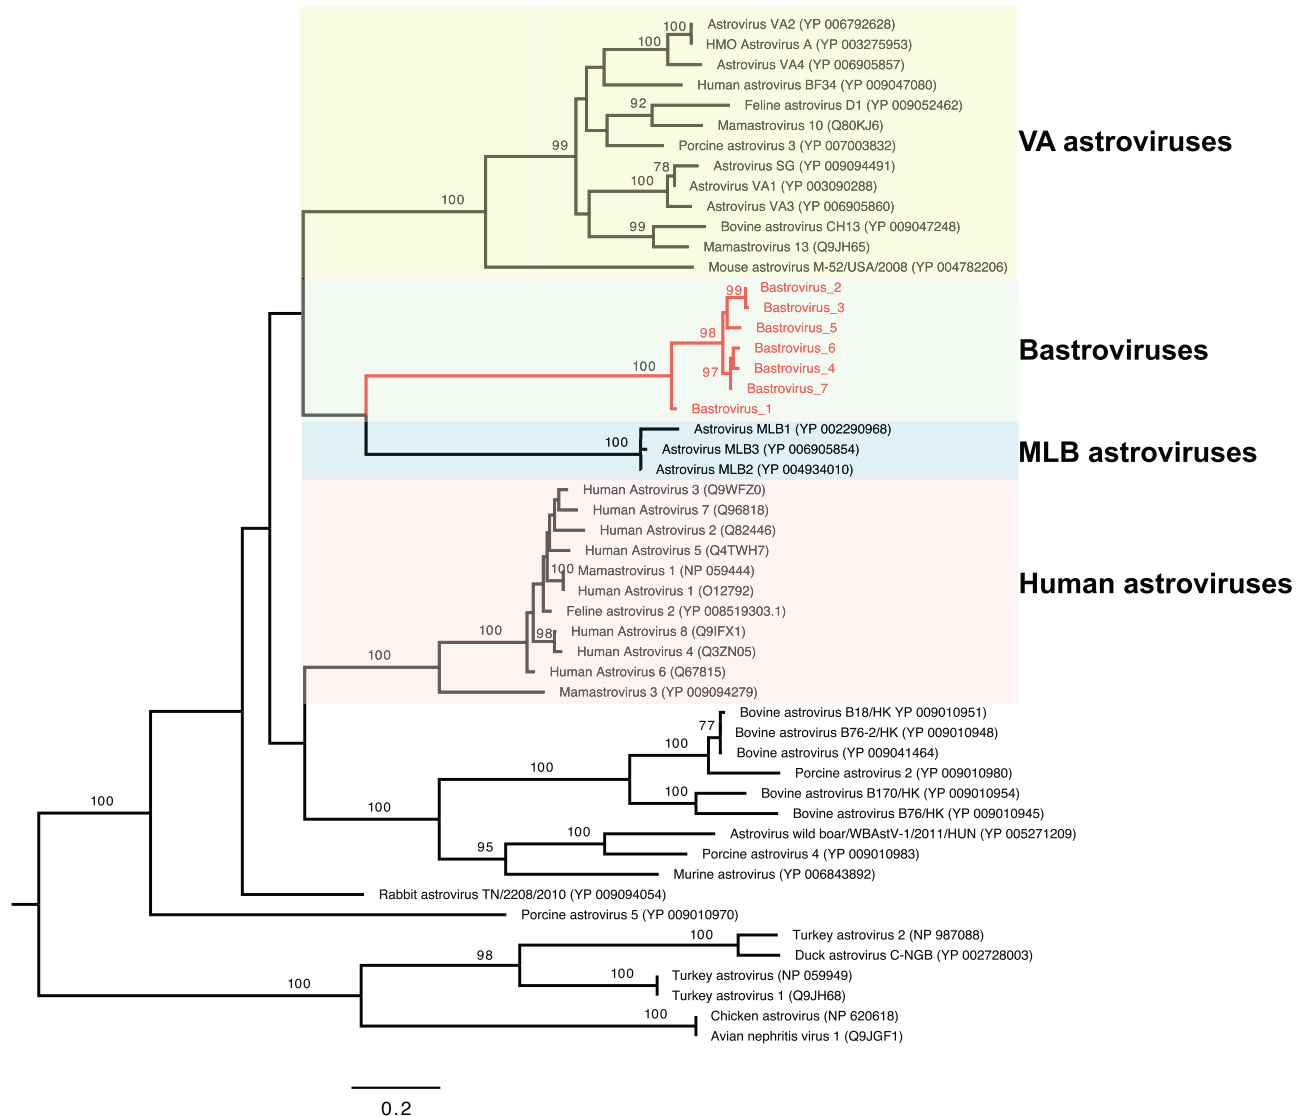 100
Astrovirus VA2 (YP 006792628)
100
HMO Astrovirus A (YP 003275953)
Astrovirus VA4 (YP 006905857)
Human astrovirus BF34 (YP 009047080)
92
Feline astrovirus D1 (YP 009052462)
Mamastrovirus 10 (Q80KJ6)
99
Porcine astrovirus 3 (YP 007003832)
VA astroviruses
78
Astrovirus SG (YP 009094491)
100
Astrovirus VA1 (YP 003090288)
100
Astrovirus VA3 (YP 006905860)
99
Bovine astrovirus CH13 (YP 009047248)
Mamastrovirus 13 (Q9JH65)
Mouse astrovirus M-52/USA/2008 (YP 004782206)
99
Bastrovirus_2
Bastrovirus_3
98
Bastrovirus_5
Bastrovirus_6
Bastroviruses
100
97
Bastrovirus_4
Bastrovirus_7
Bastrovirus_1
Astrovirus MLB1 (YP 002290968)
100
Astrovirus MLB3 (YP 006905854)
MLB astroviruses
Astrovirus MLB2 (YP 004934010)
Human Astrovirus 3 (Q9WFZ0)
Human Astrovirus 7 (Q96818)
Human Astrovirus 2 (Q82446)
Human Astrovirus 5 (Q4TWH7)
100
Mamastrovirus 1 (NP 059444)
Human astroviruses
Human Astrovirus 1 (O12792)
Feline astrovirus 2 (YP 008519303.1)
100
98
Human Astrovirus 8 (Q9IFX1)
100
Human Astrovirus 4 (Q3ZN05)
Human Astrovirus 6 (Q67815)
Mamastrovirus 3 (YP 009094279)
Bovine astrovirus B18/HK YP 009010951)
77
Bovine astrovirus B76-2/HK (YP 009010948)
100
Bovine astrovirus (YP 009041464)
100
Porcine astrovirus 2 (YP 009010980)
100
Bovine astrovirus B170/HK (YP 009010954)
100
100
Bovine astrovirus B76/HK (YP 009010945)
100
Astrovirus wild boar/WBAstV-1/2011/HUN (YP 005271209)
95
Porcine astrovirus 4 (YP 009010983)
Murine astrovirus (YP 006843892)
Rabbit astrovirus TN/2208/2010 (YP 009094054)
Porcine astrovirus 5 (YP 009010970)
100
Turkey astrovirus 2 (NP 987088)
98
Duck astrovirus C-NGB (YP 002728003)
100
100
Turkey astrovirus (NP 059949)
Turkey astrovirus 1 (Q9JH68)
100
Chicken astrovirus (NP 620618)
Avian nephritis virus 1 (Q9JGF1)
0.2